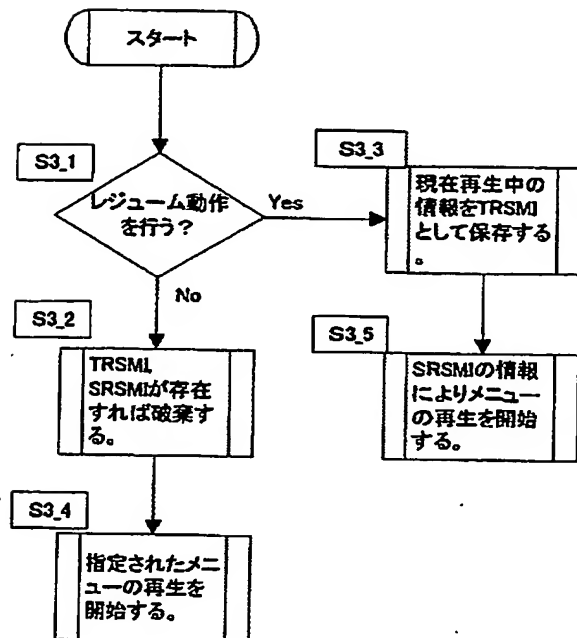 スタート
S3_1
レジューム動作
を行う?
Yes
No
S3_3
現在再生中の
情報をTRSMI
として保存する
。
S3_2
TRSMI,
SRSMIが存在
すれば破棄す
る。
S3_5
SRSMIの情報
によりメニュー
の再生を開始
する。
S3_4
指定されたメニ
ューの再生を
開始する。